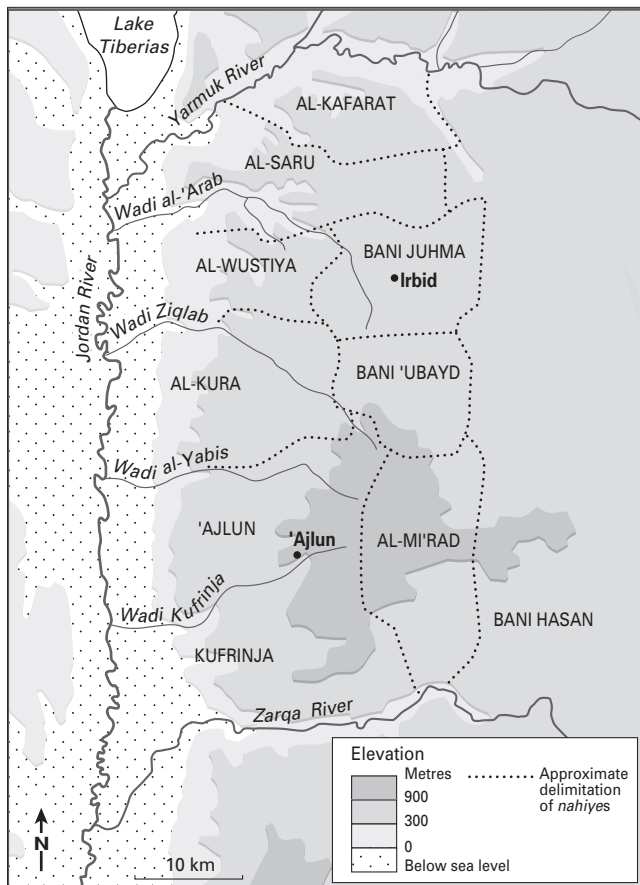 Lake
Tiberias
Yarmuk River
AL-KAFARAT
AL-SARU
Wadi al-'Arab
BANI JUHMA
AL-WUSTIYA
Irbid
Jordan River
Wadi Ziqlab
BANI 'UBAYD
AL-KURA
Wadi al-Yabis
'AJLUN
'Ajlun
AL-MI'RAD
Wadi Kufrinja
BANI HASAN
KUFRINJA
Zarqa River
Elevation
Metres
900
300
0
Below sea level
Approximate
delimitation
of nahiyes
N
10 km